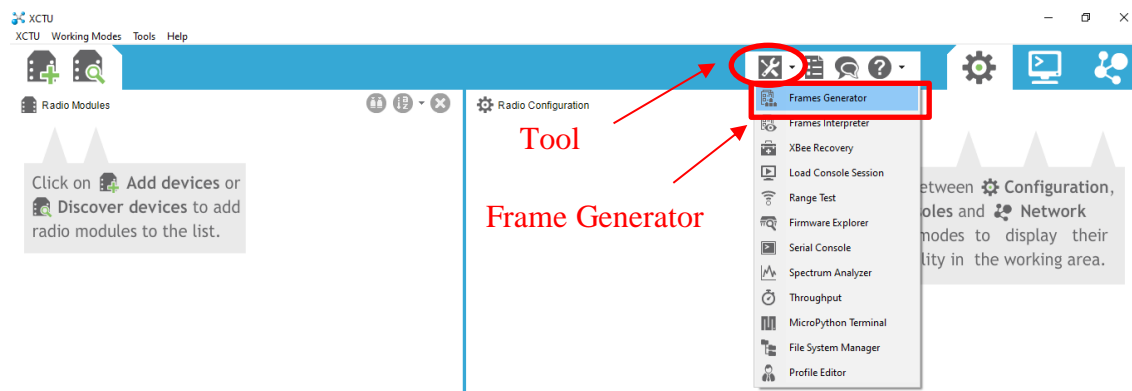 XCTU
XCTU Working Modes Tools Help
Radio Modules
Radio Configuration
Click on Add devices or
Discover devices to add
radio modules to the list.
Tool
Frame Generator
Frames Generator
Frames Interpreter
XBee Recovery
Load Console Session
Range Test
Firmware Explorer
Serial Console
Spectrum Analyzer
Throughput
MicroPython Terminal
File System Manager
Profile Editor
etween Configuration,
oles and Network
modes to display their
lity in the working area.